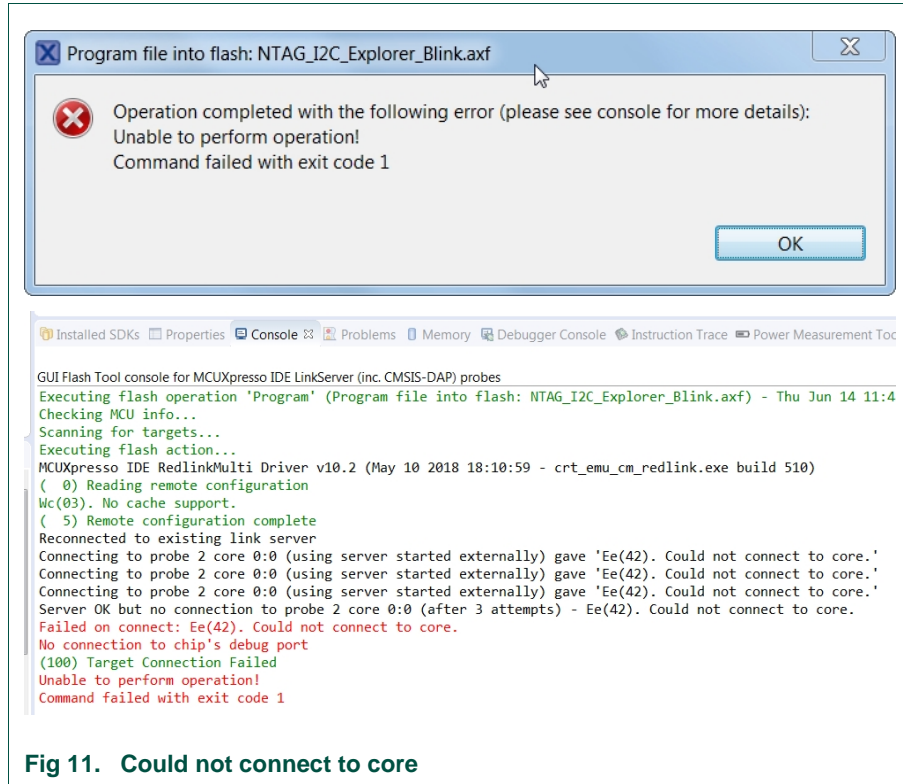 Program file into flash: NTAG_I2C_Explorer_Blink.axf
Operation completed with the following error (please see console for more details):
Unable to perform operation!
Command failed with exit code 1
OK
Installed SDKs Properties Console Problems Memory Debugger Console Instruction Trace Power Measurement Toc
GUI Flash Tool console for MCUXpresso IDE LinkServer (inc. CMSIS-DAP) probes
Executing flash operation 'Program' (Program file into flash: NTAG_I2C_Explorer_Blink.axf) - Thu Jun 14 11:4
Checking MCU info...
Scanning for targets...
Executing flash action...
MCUXpresso IDE RedlinkMulti Driver v10.2 (May 10 2018 18:10:59 - crt_emu_cm_redlink.exe build 510)
(  0) Reading remote configuration
Wc(03). No cache support.
(  5) Remote configuration complete
Reconnected to existing link server
Connecting to probe 2 core 0:0 (using server started externally) gave 'Ee(42). Could not connect to core.'
Connecting to probe 2 core 0:0 (using server started externally) gave 'Ee(42). Could not connect to core.'
Connecting to probe 2 core 0:0 (using server started externally) gave 'Ee(42). Could not connect to core.'
Server OK but no connection to probe 2 core 0:0 (after 3 attempts) - Ee(42). Could not connect to core.
Failed on connect: Ee(42). Could not connect to core.
No connection to chip's debug port
(100) Target Connection Failed
Unable to perform operation!
Command failed with exit code 1
Fig 11. Could not connect to core